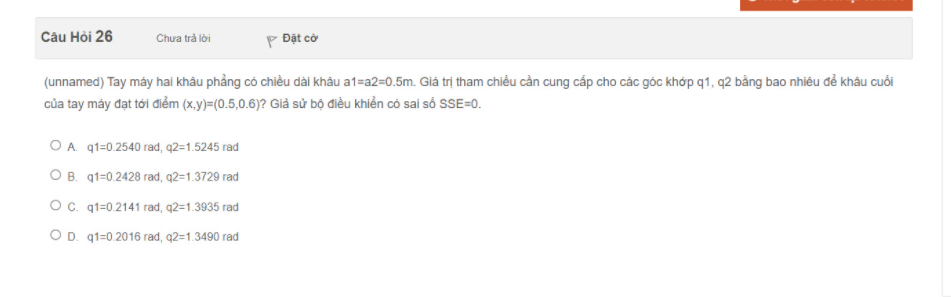 Câu Hỏi 26 Chưa trả lời Đặt cờ
(unnamed) Tay máy hai khâu phẳng có chiều dài khâu a1=a2=0.5m. Giá trị tham chiếu cần cung cấp cho các góc khớp q1, q2 bằng bao nhiêu để khâu cuối
của tay máy đạt tới điểm (x,y)=(0.5,0.6)? Giả sử bộ điều khiển có sai số SSE=0.
A. q1=0.2540 rad, q2=1.5245 rad
B. q1=0.2428 rad, q2=1.3729 rad
C. q1=0.2141 rad, q2=1.3935 rad
D. q1=0.2016 rad, q2=1.3490 rad